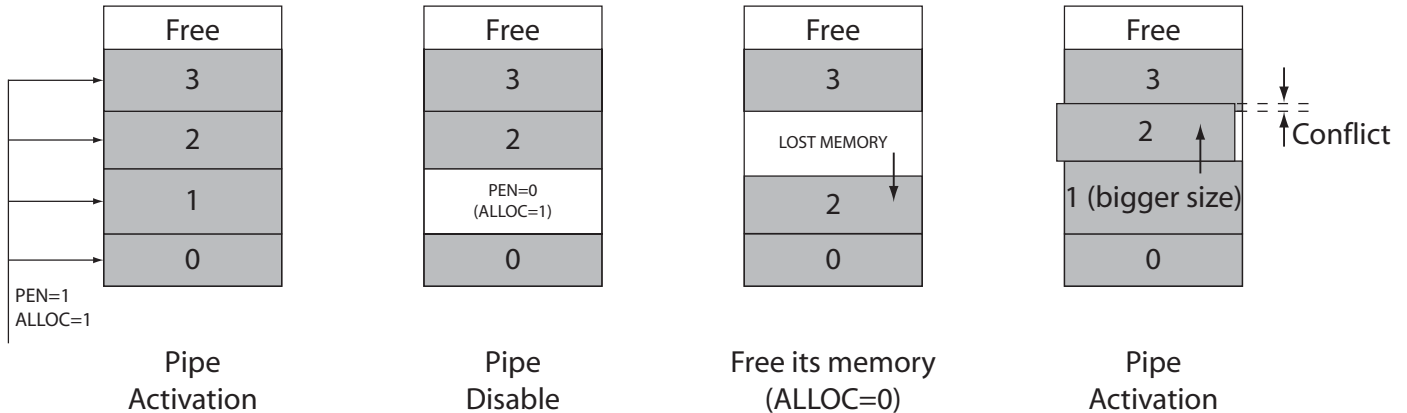 Free
3
2
1
0
PEN=1
ALLOC=1
Pipe
Activation
Free
3
2
PEN=0
(ALLOC=1)
0
Pipe
Disable
Free
3
LOST MEMORY
2
0
Free its memory
(ALLOC=0)
Free
3
2
Conflict
1 (bigger size)
0
Pipe
Activation